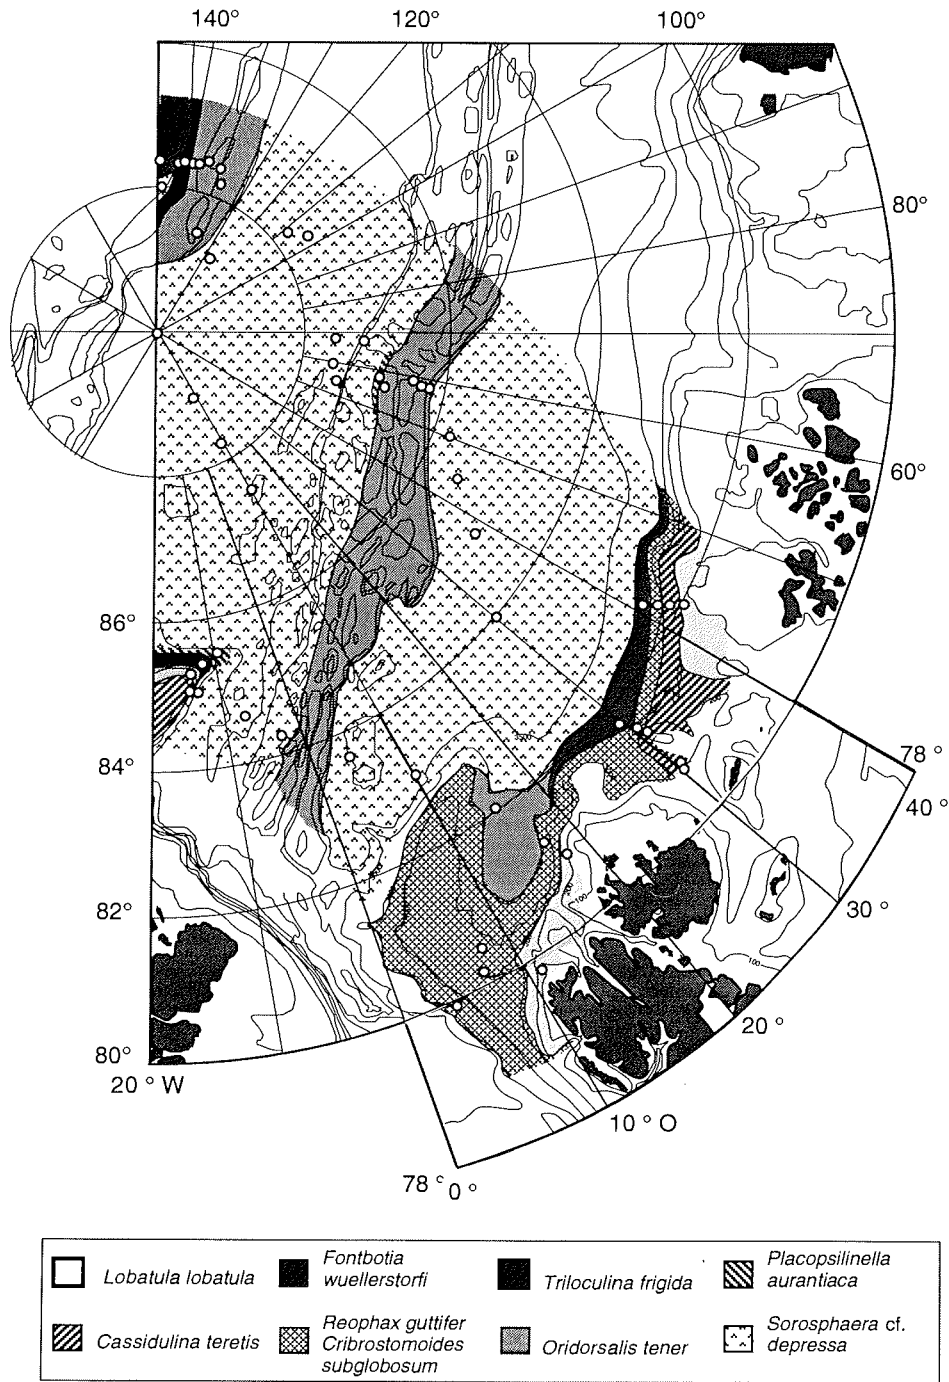 140° 120° 100°
80°
60°
86°
84°
78°
40°
82°
30°
100
100
20°
80°
20 ° W
10 ° O
78 ° 0 °
Lobatula lobatula
Fontbotia
wuellerstorfi
Triloculina frigida
Placopsilinella
aurantiaca
Cassidulina teretis
Reophax guttifer
Cribrostomoides
subglobosum
Oridorsalis tener
Sorosphaera cf.
depressa